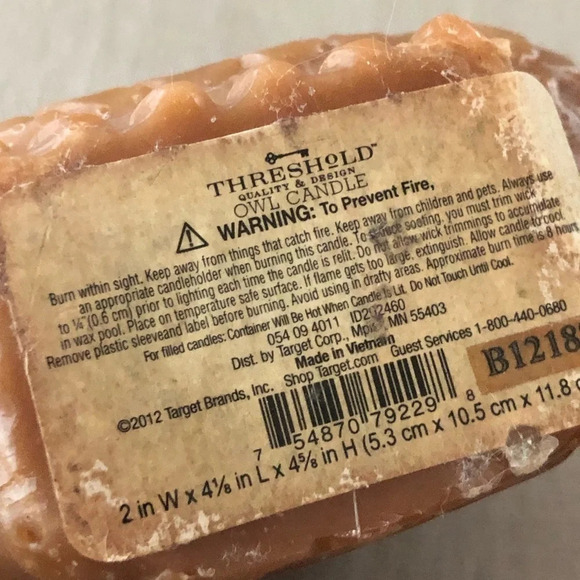 THRESHOLD™
QUALITY & DESIGN
OWL CANDLE
WARNING: To Prevent Fire,
Burn within sight. Keep away from things that catch fire. Keep away from children and pets. Always use
an appropriate candleholder when burning this candle. To reduce sooting, you must trim wick
to ¼" (0.6 cm) prior to lighting each time the candle is relit. Do not allow wick trimmings to accumulate
in wax pool. Place on temperature safe surface. If flame gets too large, extinguish. Allow candle to cool.
Remove plastic sleeveand label before burning. Avoid using in drafty areas. Approximate burn time is 8 hours
For filled candles: Container Will Be Hot When Candle Is Lit. Do Not Touch Until Cool.
054 09 4011 ID2
Dist. by Target Corp., Mpls, MN 55403
Made in Vietnam
©2012 Target Brands, Inc. Shop Target.com Guest Services 1-800-440-0680
B1218
7 54870 79229 8
2 in W x 4⅛ in L x 4⅝ in H (5.3 cm x 10.5 cm x 11.8